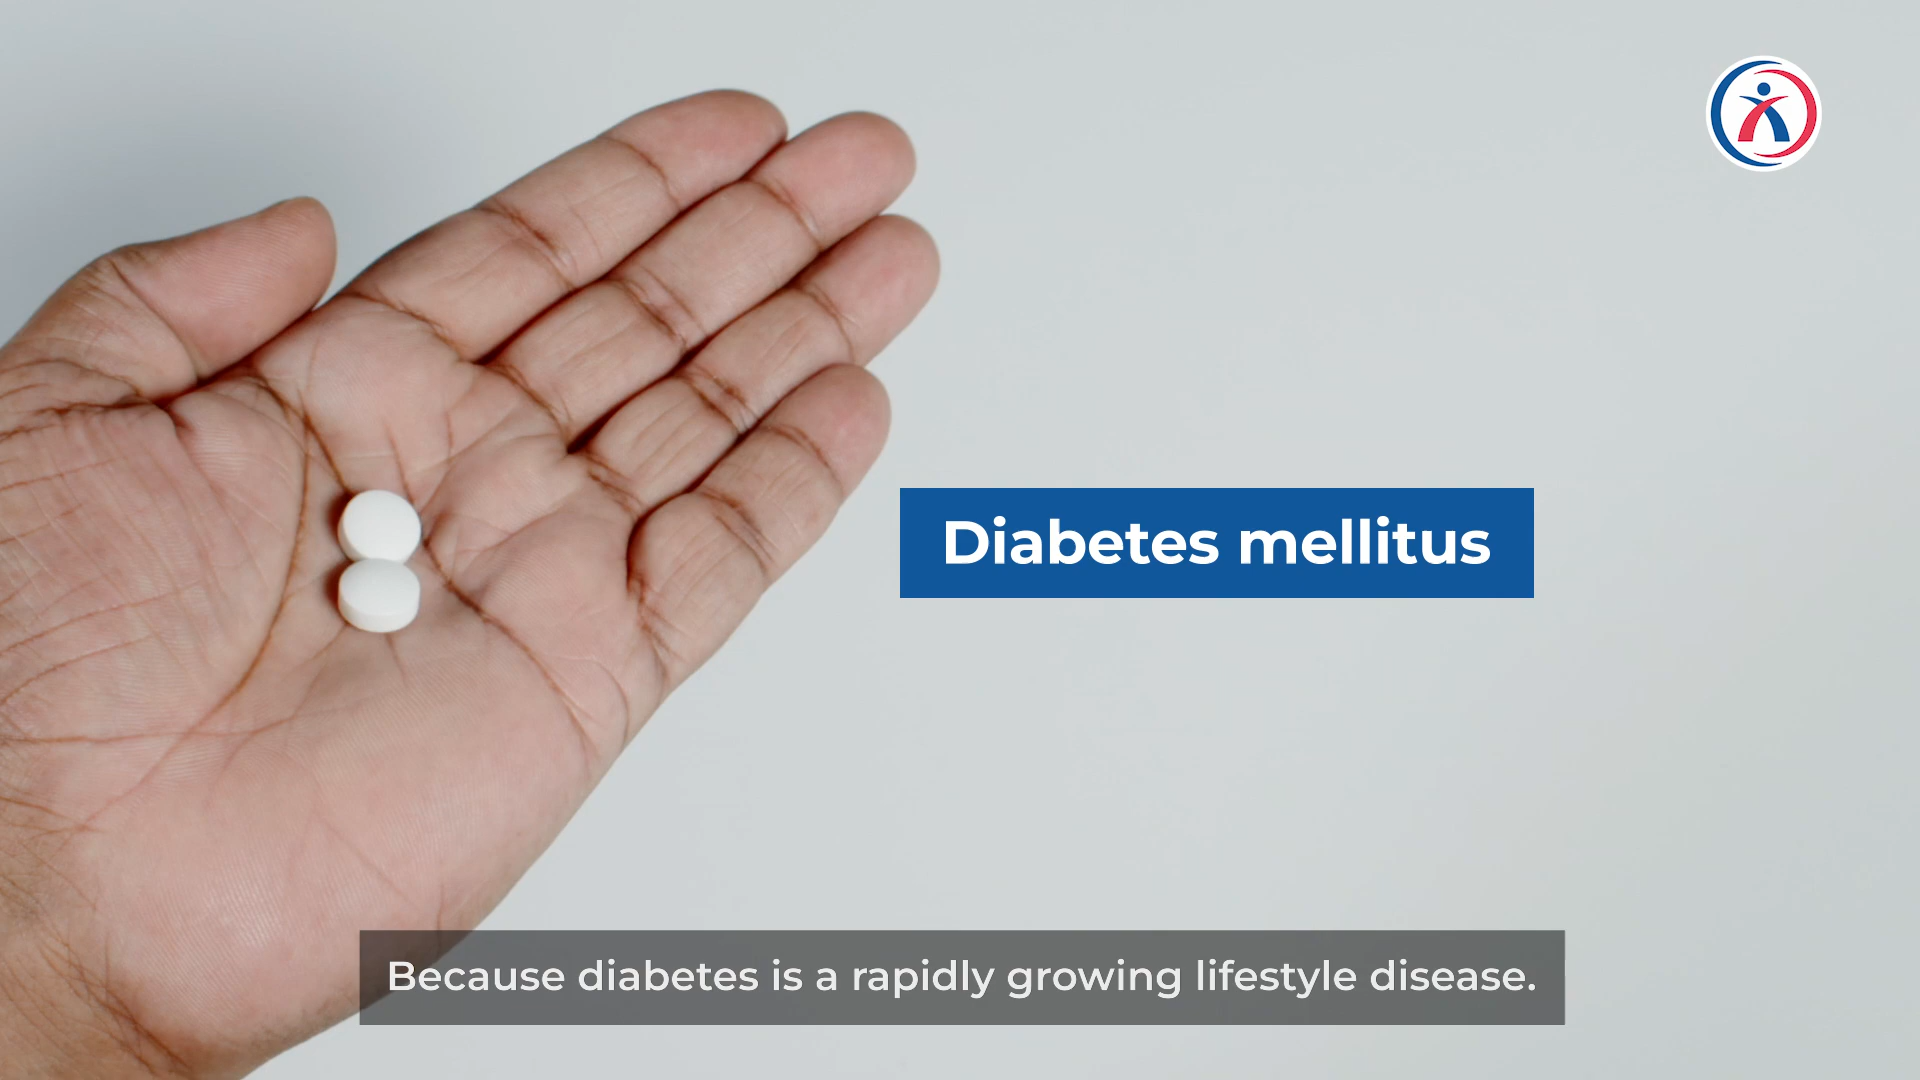 Diabetes mellitus
Because diabetes is a rapidly growing lifestyle disease.